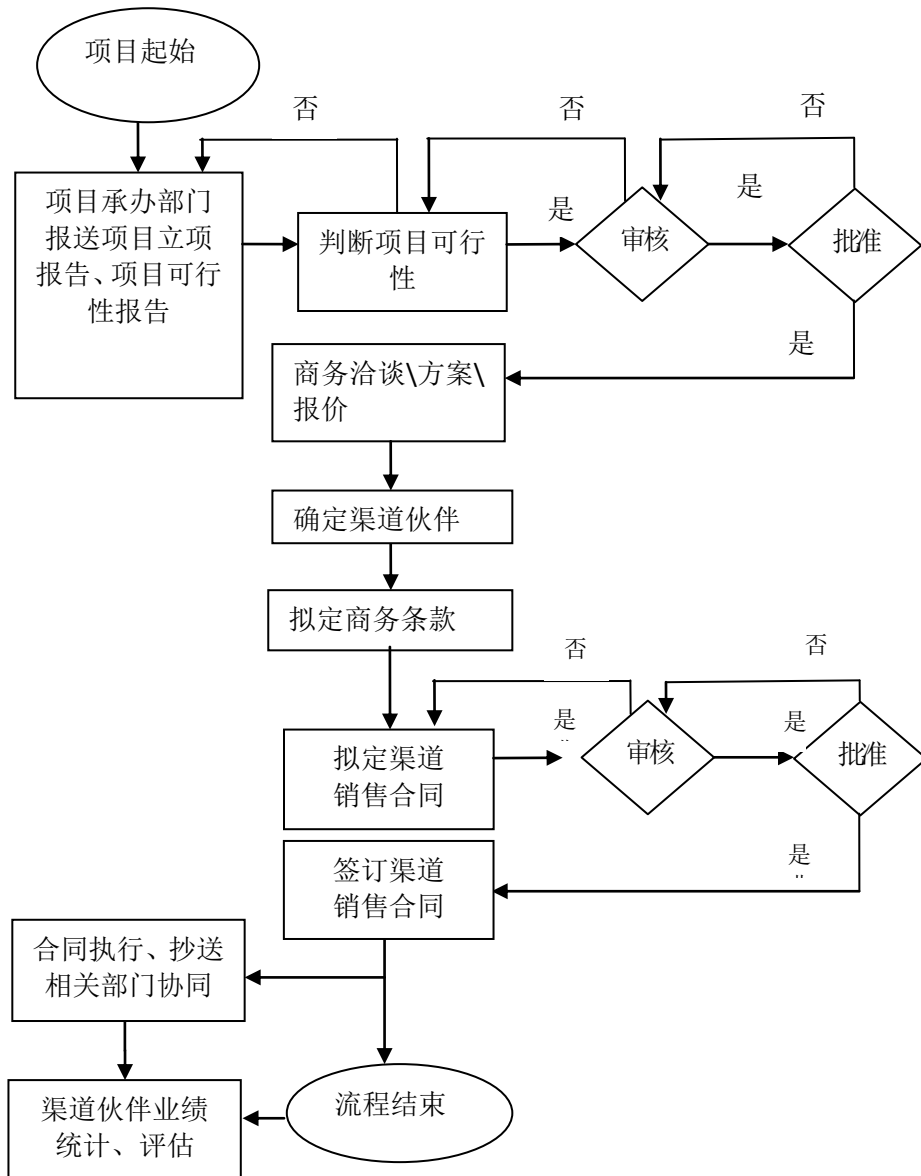 项目起始
否
否
否
项目承办部门
报送项目立项
报告、项目可行
性报告
判断项目可行
性
是
审核
是
批准
是
商务洽谈\方案\
报价
确定渠道伙伴
拟定商务条款
否
否
拟定渠道
销售合同
是
审核
是
批准
是
签订渠道
销售合同
合同执行、抄送
相关部门协同
流程结束
渠道伙伴业绩
统计、评估